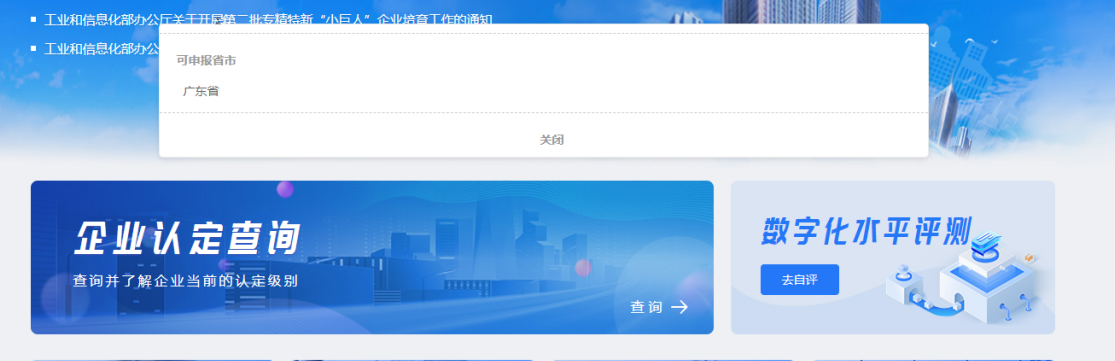 工业和信息化部办公厅关于开展第二批专精特新“小巨人”企业培育工作的通知
工业和信息化部办公
可申报省市
广东省
关闭
企业认定查询
查询并了解企业当前的认定级别
查询
数字化水平评测
去自评